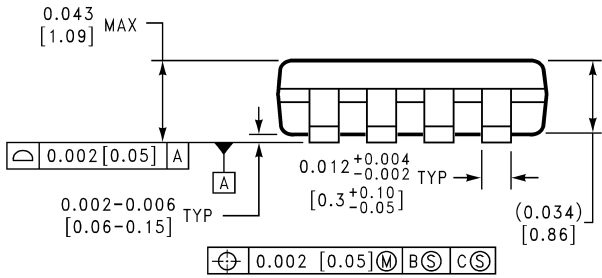 0.043 MAX
[1.09]
⌓ 0.002 [0.05] A
A
0.012 +0.004 -0.002 TYP
[0.3 +0.10 -0.05]
0.002-0.006 TYP
[0.06-0.15]
(0.034)
[0.86]
⌖ 0.002 [0.05] Ⓜ B Ⓢ C Ⓢ